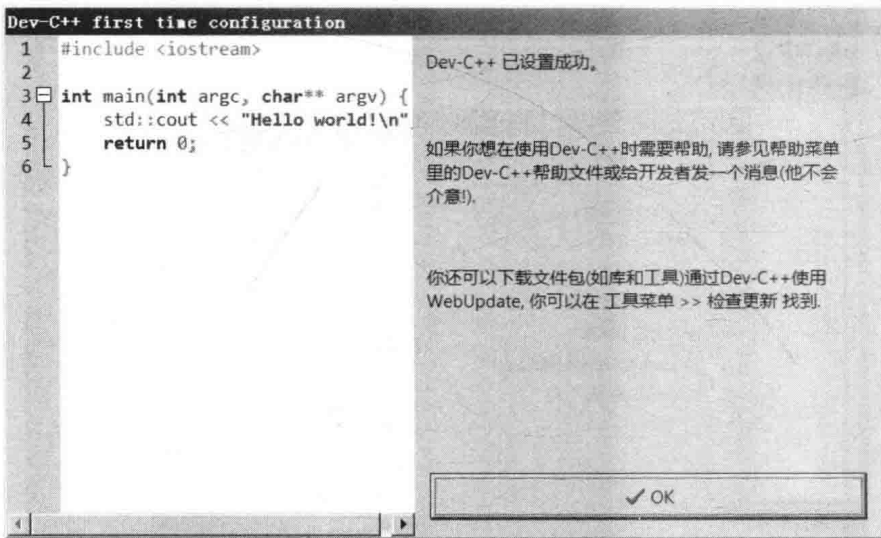 Dev-C++ first time configuration
1 #include <iostream>
2
3 int main(int argc, char** argv) {
4 std::cout << "Hello world!\n"
5 return 0;
6 }
Dev-C++ 已设置成功。
如果你想在使用Dev-C++时需要帮助, 请参见帮助菜单
里的Dev-C++帮助文件或给开发者发一个消息(他不会
介意!).
你还可以下载文件包(如库和工具)通过Dev-C++使用
WebUpdate, 你可以在 工具菜单 >> 检查更新 找到.
OK